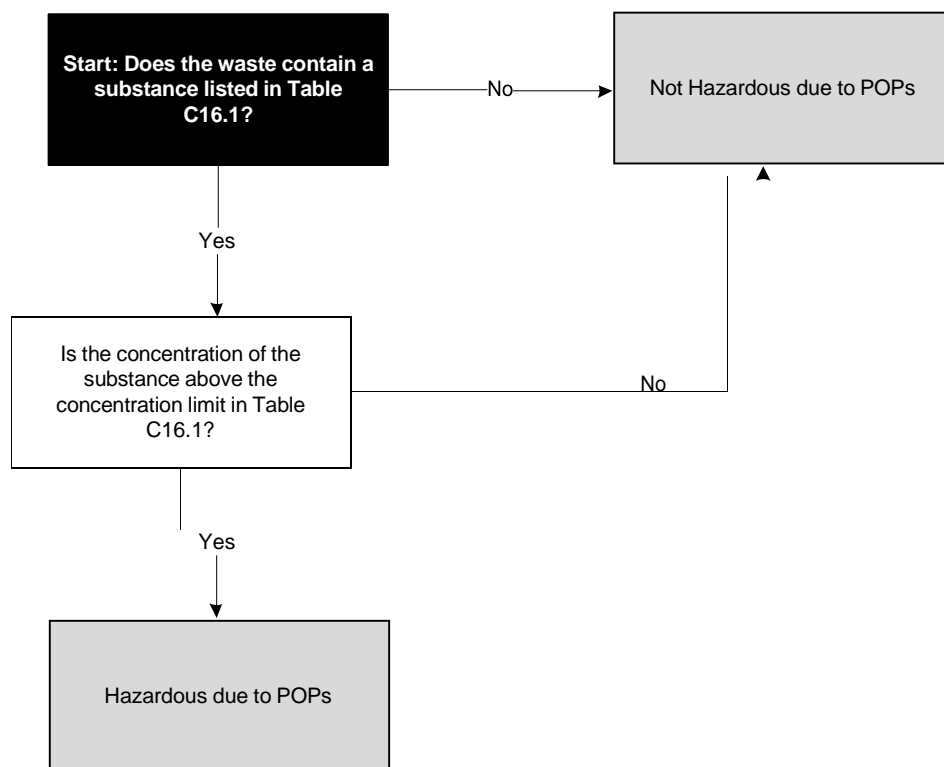 Start: Does the waste contain a
substance listed in Table
C16.1?
No
Not Hazardous due to POPs
Yes
Is the concentration of the
substance above the
concentration limit in Table
C16.1?
No
Yes
Hazardous due to POPs